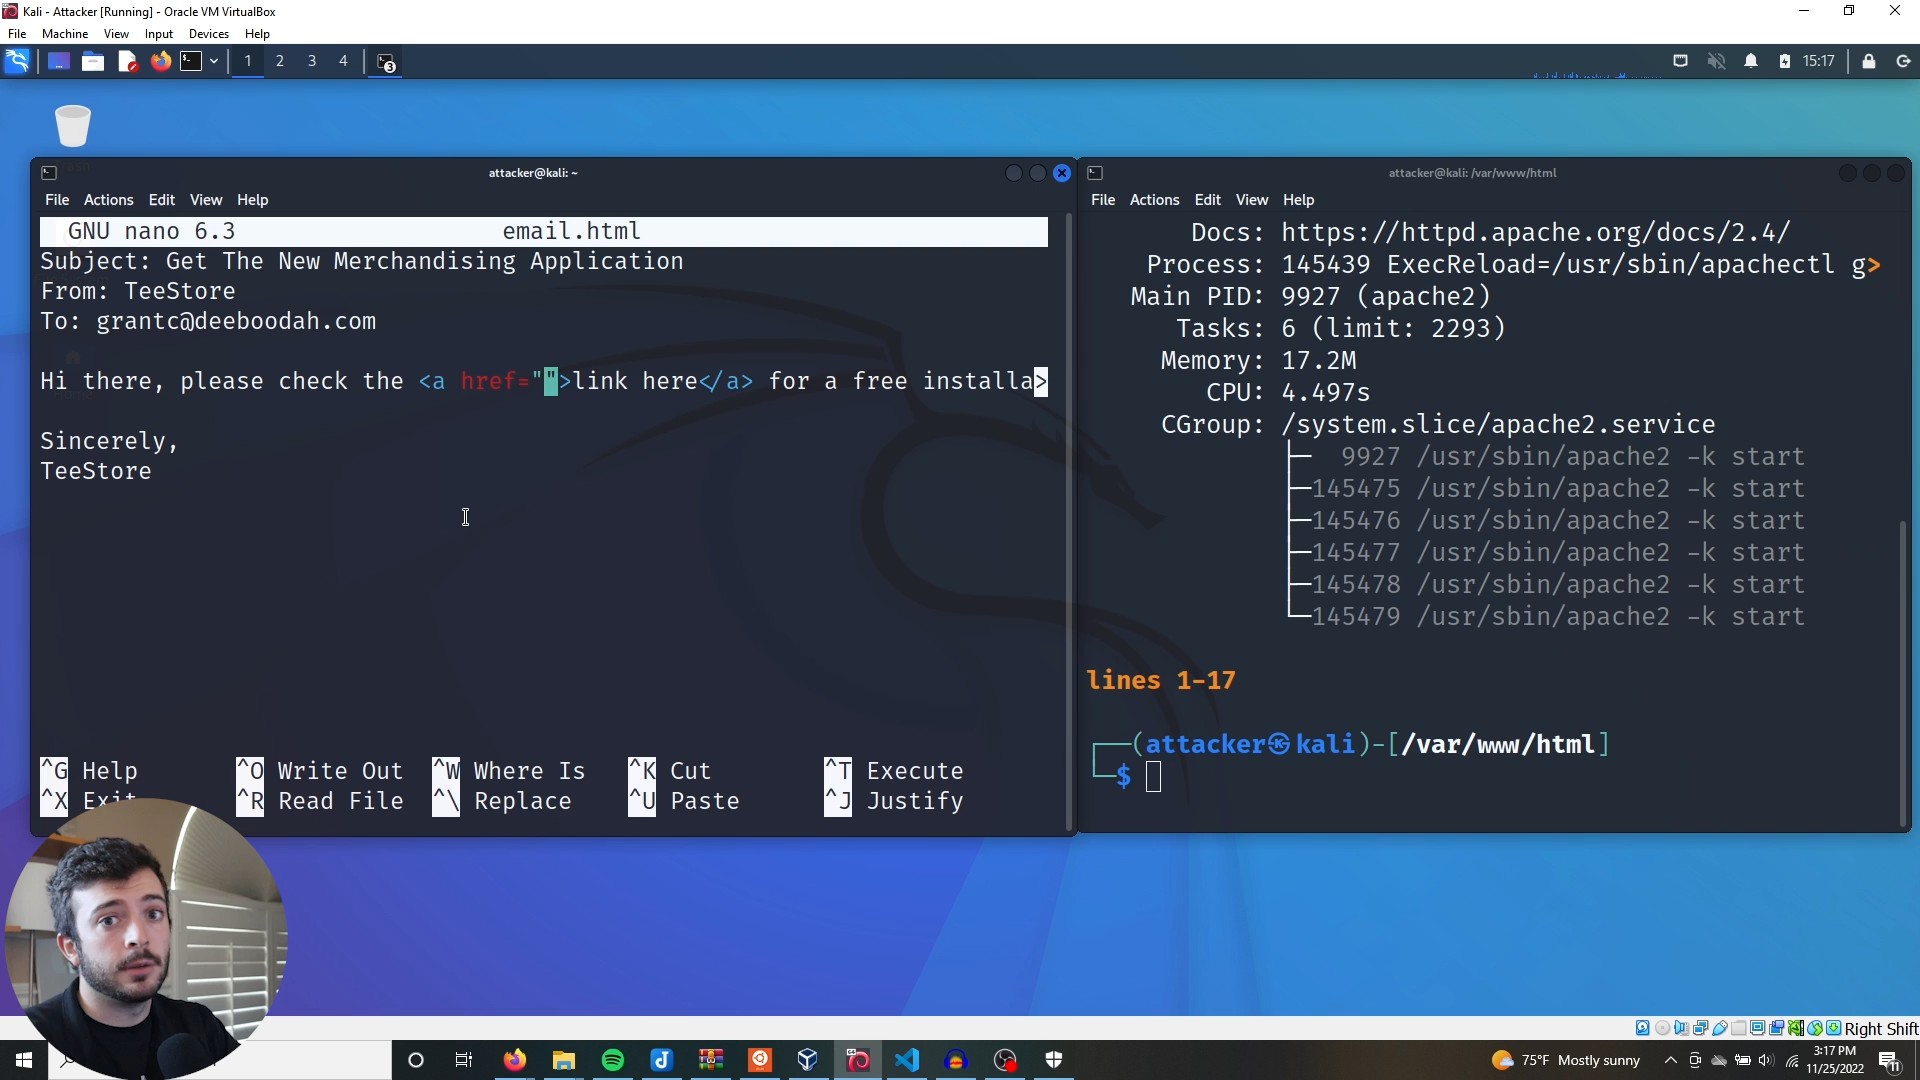 Kali - Attacker [Running] - Oracle VM VirtualBox
File Machine View Input Devices Help
1 2 3 4 3 15:17
attacker@kali: ~
File Actions Edit View Help
GNU nano 6.3 email.html
Subject: Get The New Merchandising Application
From: TeeStore
To: grantc@deeboodah.com
Hi there, please check the <a href="">link here</a> for a free installa>
Sincerely,
TeeStore
^G Help ^O Write Out ^W Where Is ^K Cut ^T Execute
^X Exit ^R Read File ^\ Replace ^U Paste ^J Justify
attacker@kali: /var/www/html
File Actions Edit View Help
Docs: https://httpd.apache.org/docs/2.4/
Process: 145439 ExecReload=/usr/sbin/apachectl g>
Main PID: 9927 (apache2)
Tasks: 6 (limit: 2293)
Memory: 17.2M
CPU: 4.497s
CGroup: /system.slice/apache2.service
├─ 9927 /usr/sbin/apache2 -k start
├─145475 /usr/sbin/apache2 -k start
├─145476 /usr/sbin/apache2 -k start
├─145477 /usr/sbin/apache2 -k start
├─145478 /usr/sbin/apache2 -k start
└─145479 /usr/sbin/apache2 -k start
lines 1-17
┌──(attacker㉿kali)-[/var/www/html]
└─$
Right Shift
75°F Mostly sunny 3:17 PM
11/25/2022 11